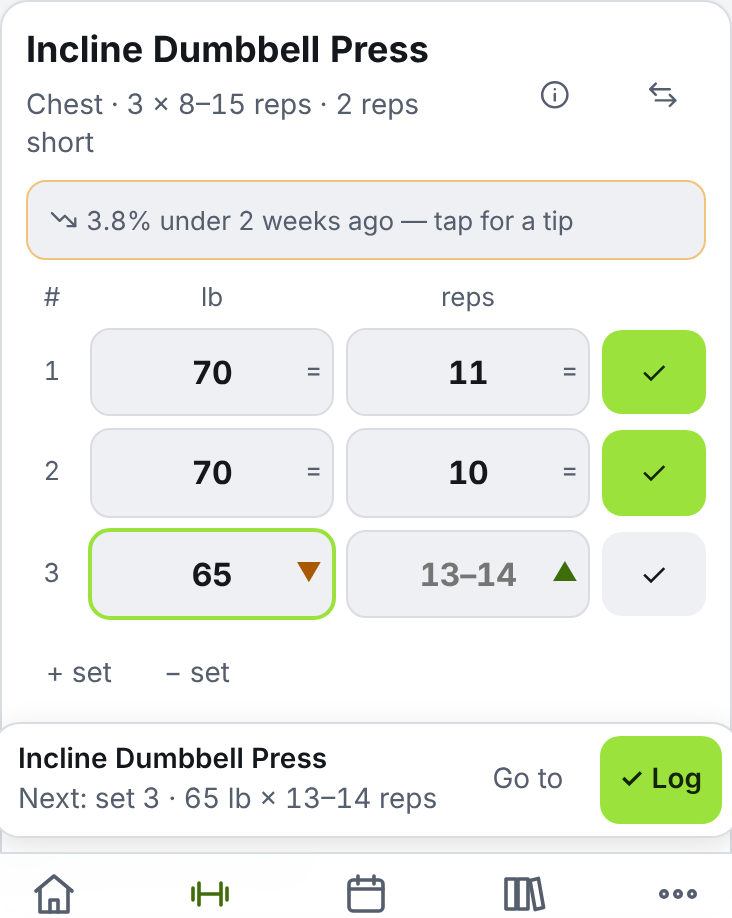 Incline Dumbbell Press
Chest · 3 × 8–15 reps · 2 reps
short
3.8% under 2 weeks ago — tap for a tip
# lb reps
1 70 = 11 =
2 70 = 10 =
3 65 13–14
+ set − set
Incline Dumbbell Press
Next: set 3 · 65 lb × 13–14 reps
Go to
Log